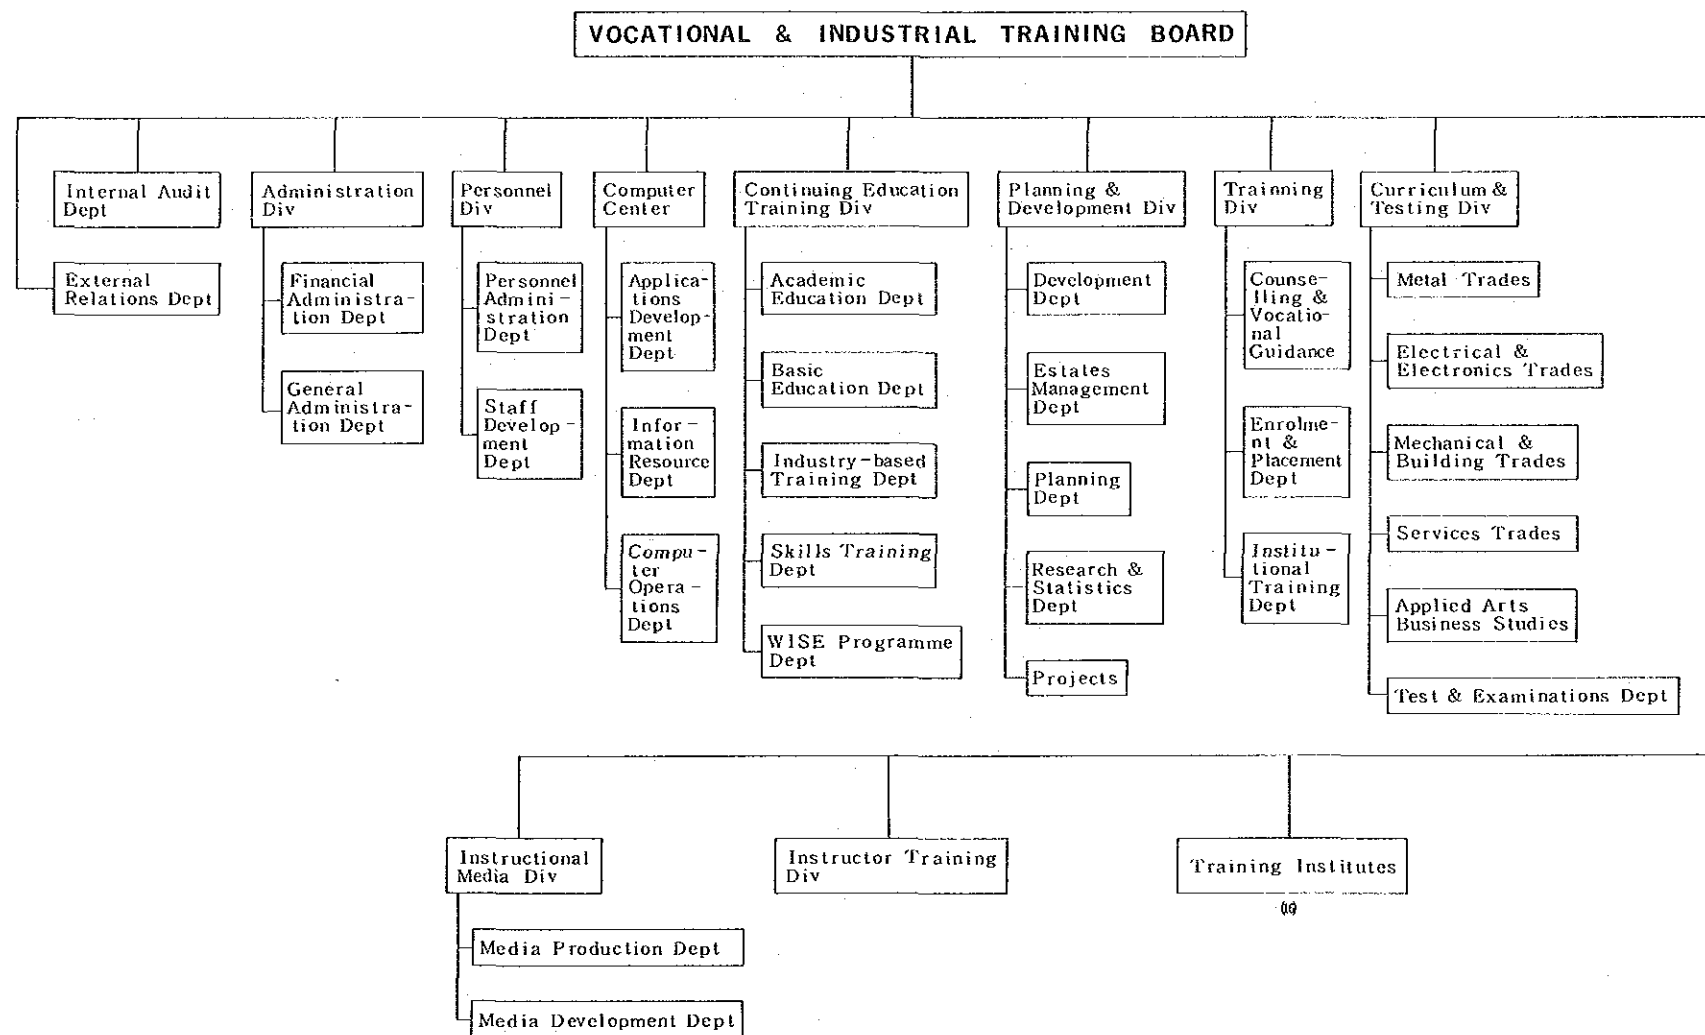 VOCATIONAL & INDUSTRIAL TRAINING BOARD
Internal Audit
Dept
External
Relations Dept
Administration
Div
Financial
Administra-
tion Dept
General
Administra-
tion Dept
Personnel
Div
Personnel
Admini-
stration
Dept
Staff
Develop-
ment
Dept
Computer
Center
Applica-
tions
Develop-
ment
Dept
Infor-
mation
Resource
Dept
Compu-
ter
Opera-
tions
Dept
Continuing Education
Training Div
Academic
Education Dept
Basic
Education Dept
Industry-based
Training Dept
Skills Training
Dept
WISE Programme
Dept
Planning &
Development Div
Development
Dept
Estates
Management
Dept
Planning
Dept
Research &
Statistics
Dept
Projects
Trainning
Div
Counse-
lling &
Vocatio-
nal
Guidance
Enrolme-
nt &
Placement
Dept
Institu-
tional
Training
Dept
Curriculum &
Testing Div
Metal Trades
Electrical &
Electronics Trades
Mechanical &
Building Trades
Services Trades
Applied Arts
Business Studies
Test & Examinations Dept
Instructional
Media Div
Media Production Dept
Media Development Dept
Instructor Training
Div
Training Institutes